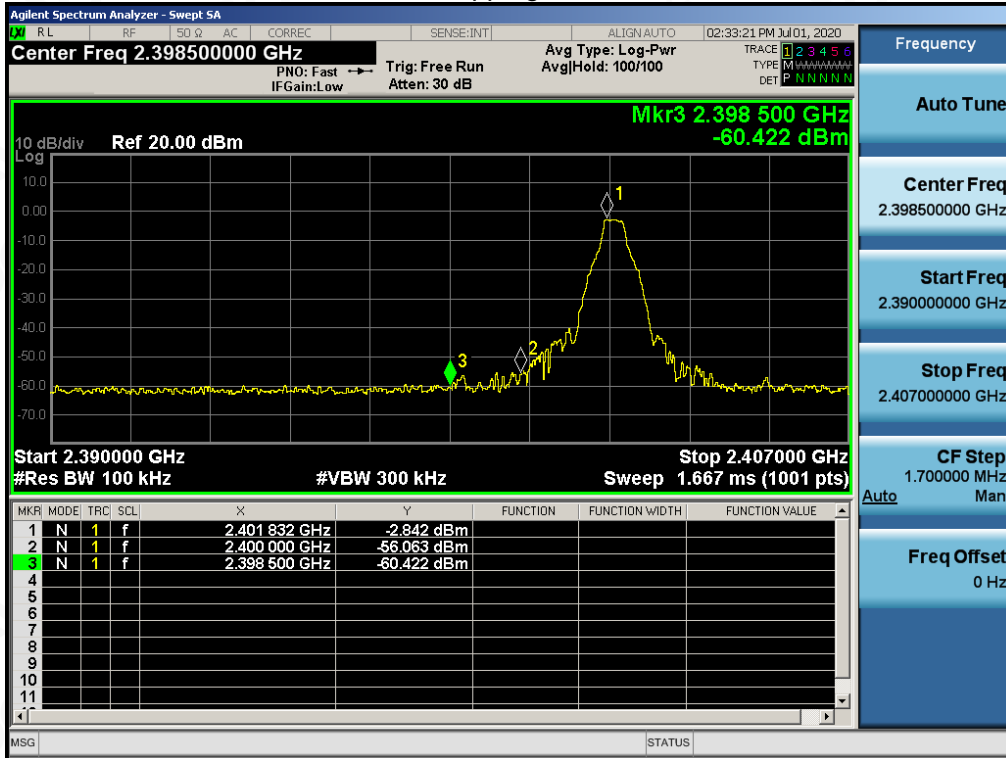 Agilent Spectrum Analyzer - Swept SA
LXI RL RF 50 Ω AC CORREC SENSE:INT ALIGN AUTO 02:33:21 PM Jul 01, 2020
Center Freq 2.398500000 GHz
PNO: Fast
IFGain:Low
Trig: Free Run
Atten: 30 dB
Avg Type: Log-Pwr
Avg|Hold: 100/100
TRACE 1 2 3 4 5 6
TYPE M
DET P N N N N N
Mkr3 2.398 500 GHz
-60.422 dBm
10 dB/div Ref 20.00 dBm
Log
10.0
0.00
-10.0
-20.0
-30.0
-40.0
-50.0
-60.0
-70.0
1
2
3
Start 2.390000 GHz Stop 2.407000 GHz
#Res BW 100 kHz #VBW 300 kHz Sweep 1.667 ms (1001 pts)
MKR MODE TRC SCL X Y FUNCTION FUNCTION WIDTH FUNCTION VALUE
1 N 1 f 2.401 832 GHz -2.842 dBm
2 N 1 f 2.400 000 GHz -56.063 dBm
3 N 1 f 2.398 500 GHz -60.422 dBm
4
5
6
7
8
9
10
11
MSG STATUS
Frequency
Auto Tune
Center Freq
2.398500000 GHz
Start Freq
2.390000000 GHz
Stop Freq
2.407000000 GHz
CF Step
1.700000 MHz
Auto Man
Freq Offset
0 Hz